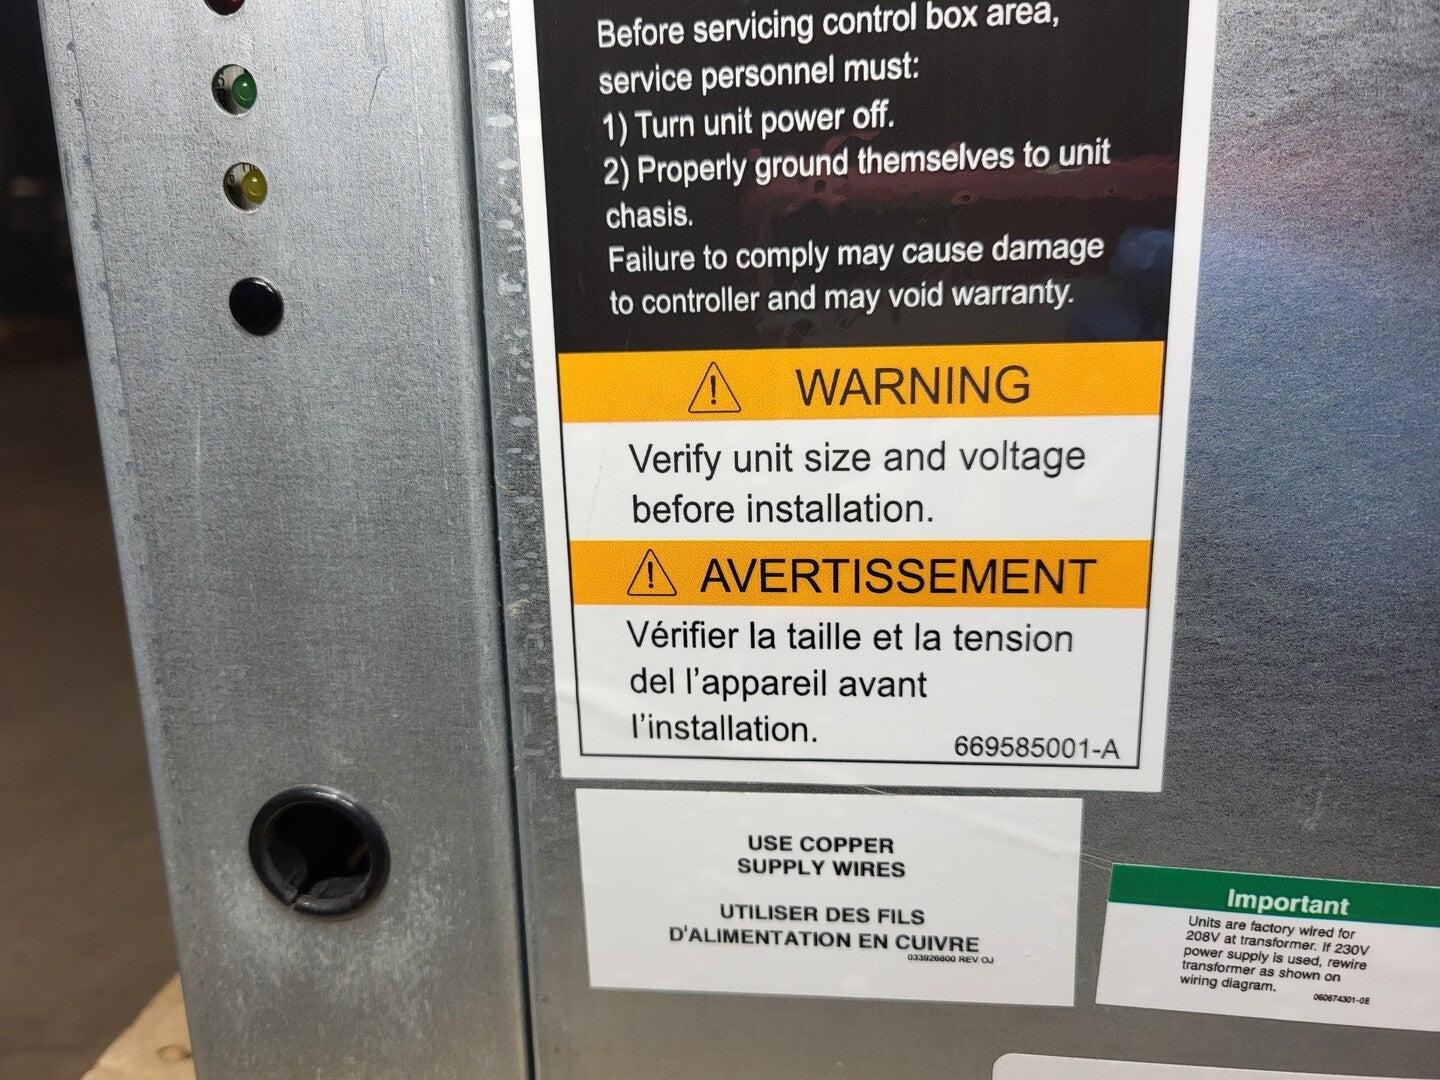 Before servicing control box area,
service personnel must:
1) Turn unit power off.
2) Properly ground themselves to unit
chasis.
Failure to comply may cause damage
to controller and may void warranty.
WARNING
Verify unit size and voltage
before installation.
AVERTISSEMENT
Vérifier la taille et la tension
del l'appareil avant
l'installation.
669585001-A
USE COPPER
SUPPLY WIRES
UTILISER DES FILS
D'ALIMENTATION EN CUIVRE
033926800 REV OJ
Important
Units are factory wired for
208V at transformer. If 230V
power supply is used, rewire
transformer as shown on
wiring diagram.
060674301-0E